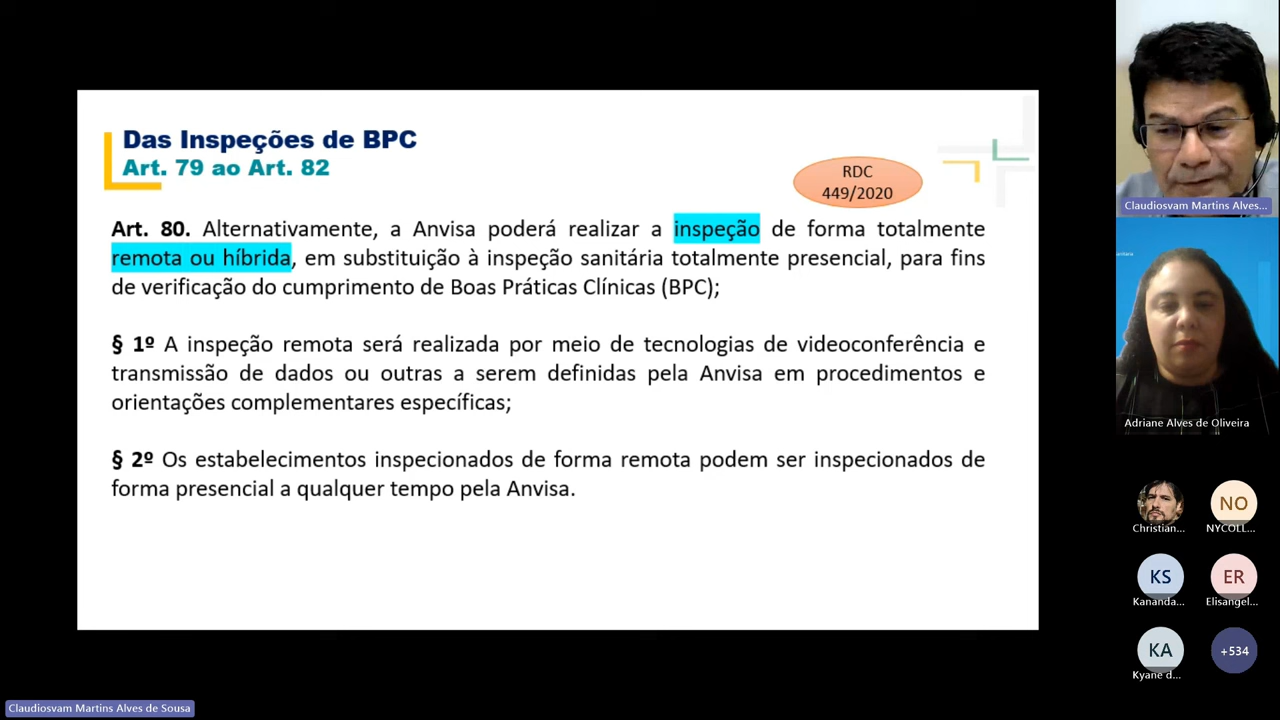 Das Inspeções de BPC
Art. 79 ao Art. 82
RDC
449/2020
Art. 80. Alternativamente, a Anvisa poderá realizar a inspeção de forma totalmente
remota ou híbrida, em substituição à inspeção sanitária totalmente presencial, para fins
de verificação do cumprimento de Boas Práticas Clínicas (BPC);
§ 1º A inspeção remota será realizada por meio de tecnologias de videoconferência e
transmissão de dados ou outras a serem definidas pela Anvisa em procedimentos e
orientações complementares específicas;
§ 2º Os estabelecimentos inspecionados de forma remota podem ser inspecionados de
forma presencial a qualquer tempo pela Anvisa.
Claudiosvam Martins Alves...
Adriane Alves de Oliveira
Christian...
NO
NYCOLL...
KS
Kananda...
ER
Elisangel...
KA
Kyane d...
+534
Claudiosvam Martins Alves de Sousa